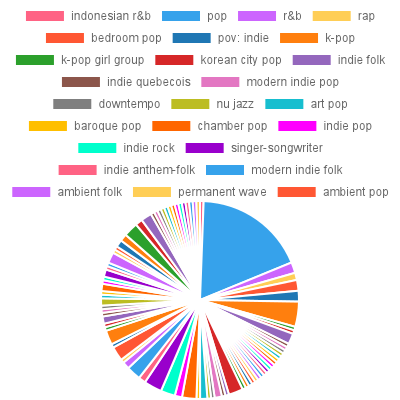 indonesian r&b pop r&b rap
bedroom pop pov: indie k-pop
k-pop girl group korean city pop indie folk
indie quebecois modern indie pop
downtempo nu jazz art pop
baroque pop chamber pop indie pop
indie rock singer-songwriter
indie anthem-folk modern indie folk
ambient folk permanent wave ambient pop